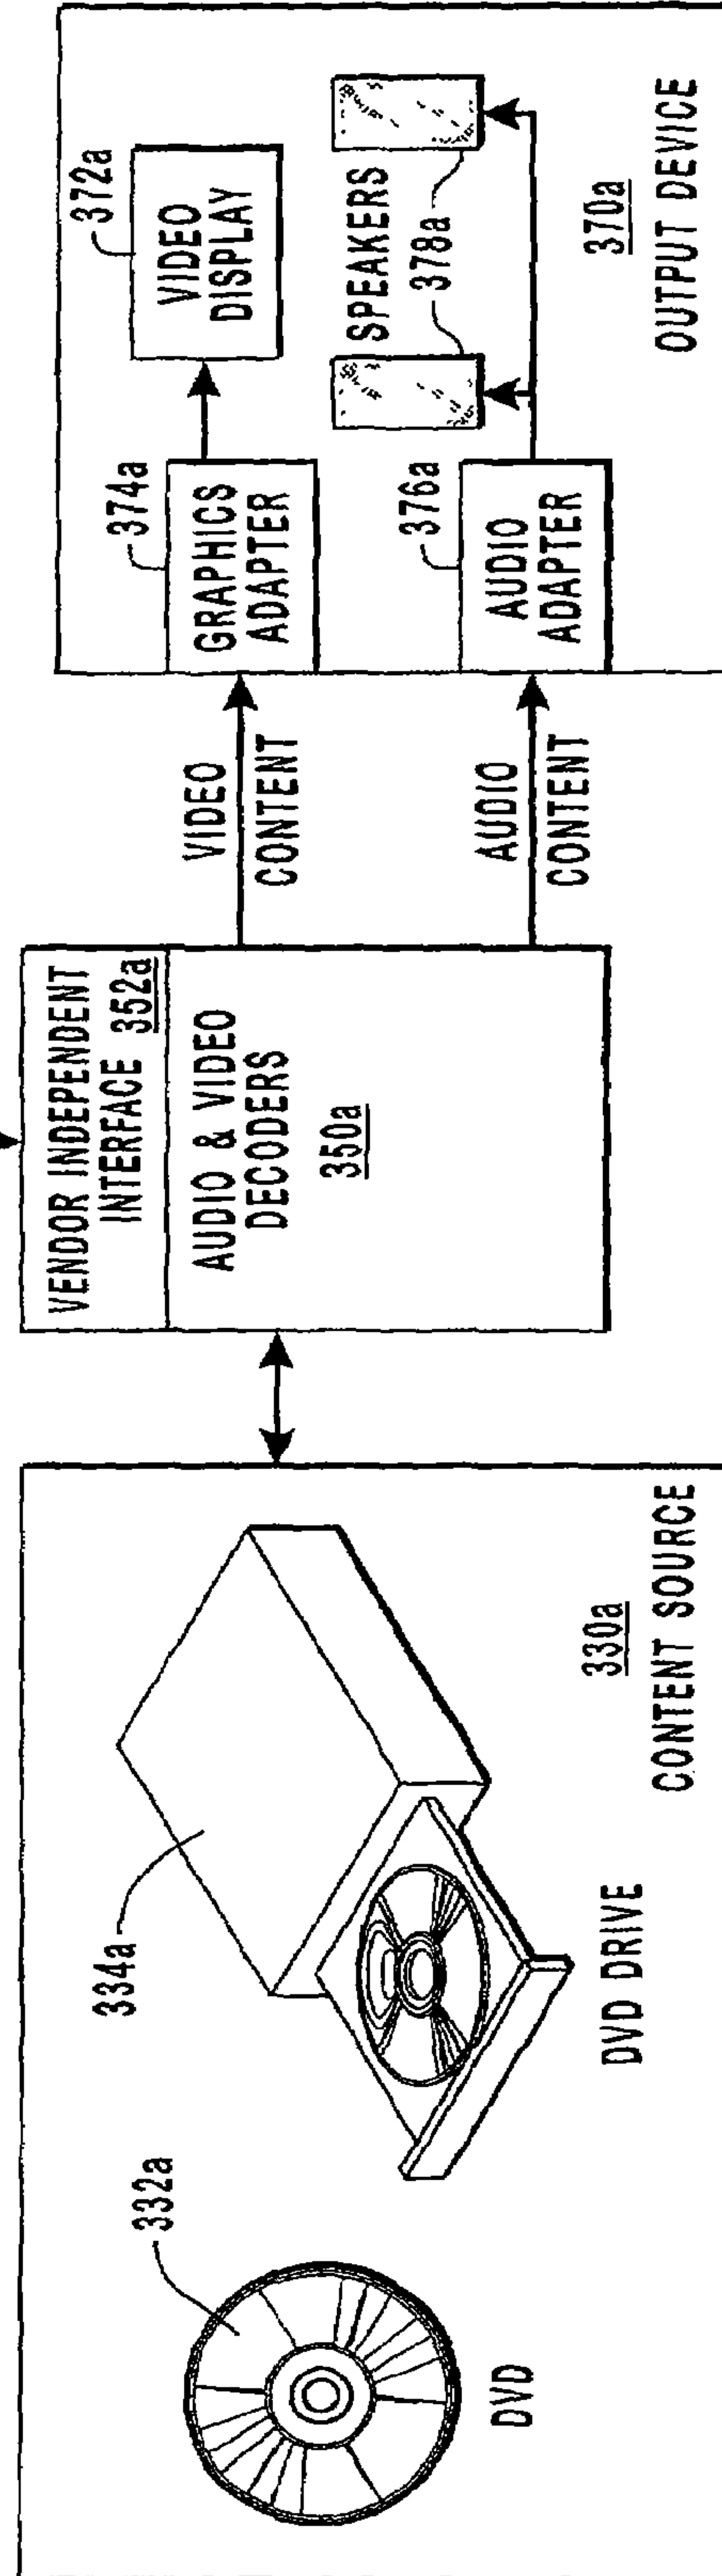 332a
DVD
334a
DVD DRIVE
330a
CONTENT SOURCE
VENDOR INDEPENDENT
INTERFACE 352a
AUDIO & VIDEO
DECODERS
350a
VIDEO
CONTENT
AUDIO
CONTENT
374a
GRAPHICS
ADAPTER
372a
VIDEO
DISPLAY
376a
AUDIO
ADAPTER
SPEAKERS
378a
370a
OUTPUT DEVICE